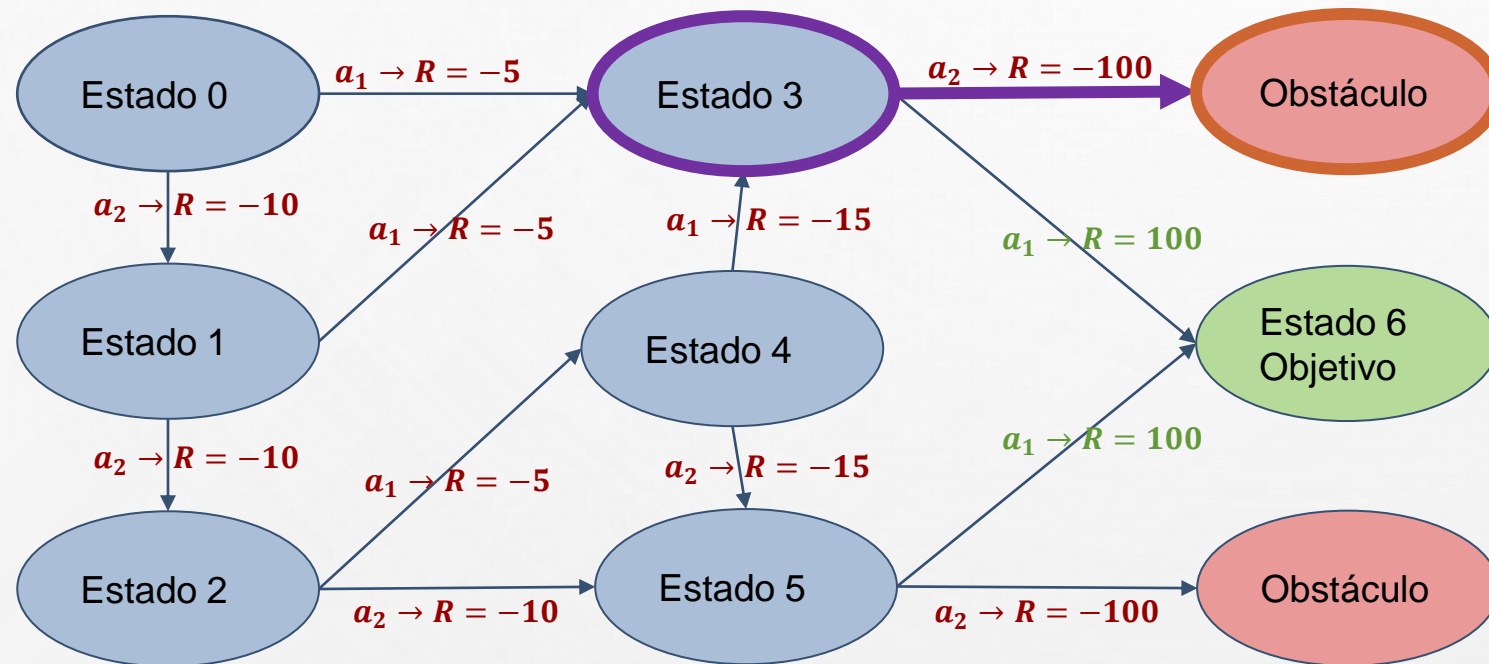 Estado 0
a₁ → R = −5
Estado 3
a₂ → R = −100
Obstáculo
a₂ → R = −10
a₁ → R = −5
a₁ → R = −15
a₁ → R = 100
Estado 1
Estado 4
Estado 6
Objetivo
a₂ → R = −10
a₁ → R = −5
a₂ → R = −15
a₁ → R = 100
Estado 2
a₂ → R = −10
Estado 5
a₂ → R = −100
Obstáculo